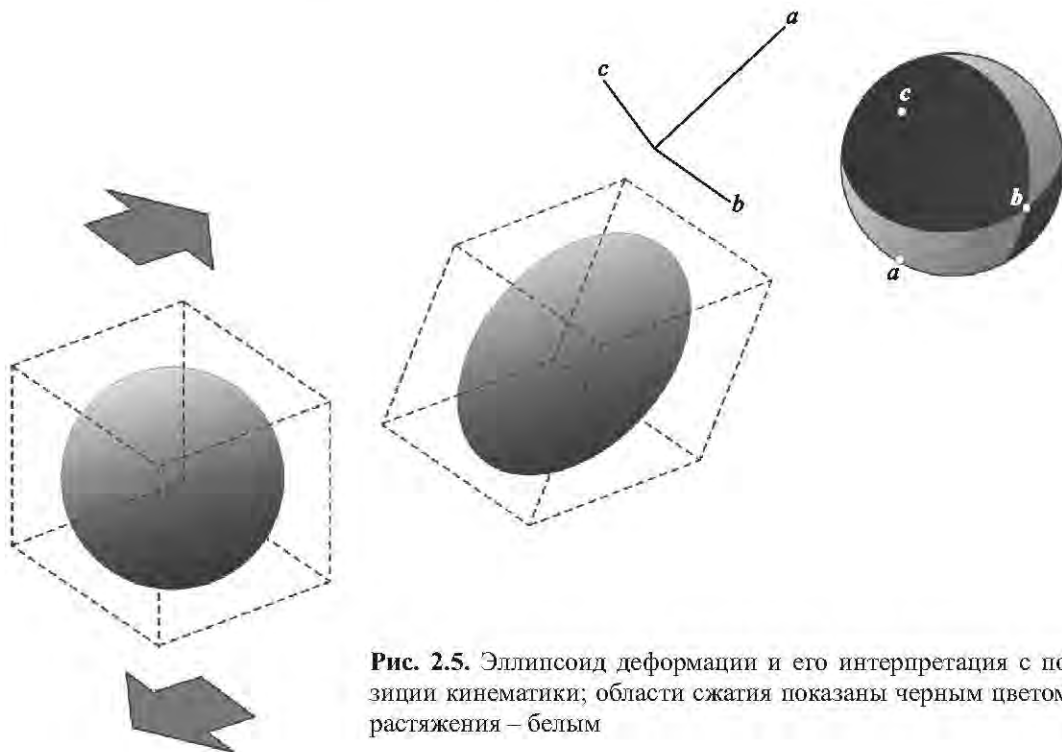 a
c
b
c
b
a
Рис. 2.5. Эллипсоид деформации и его интерпретация с по
зиции кинематики; области сжатия показаны черным цветом
растяжения – белым